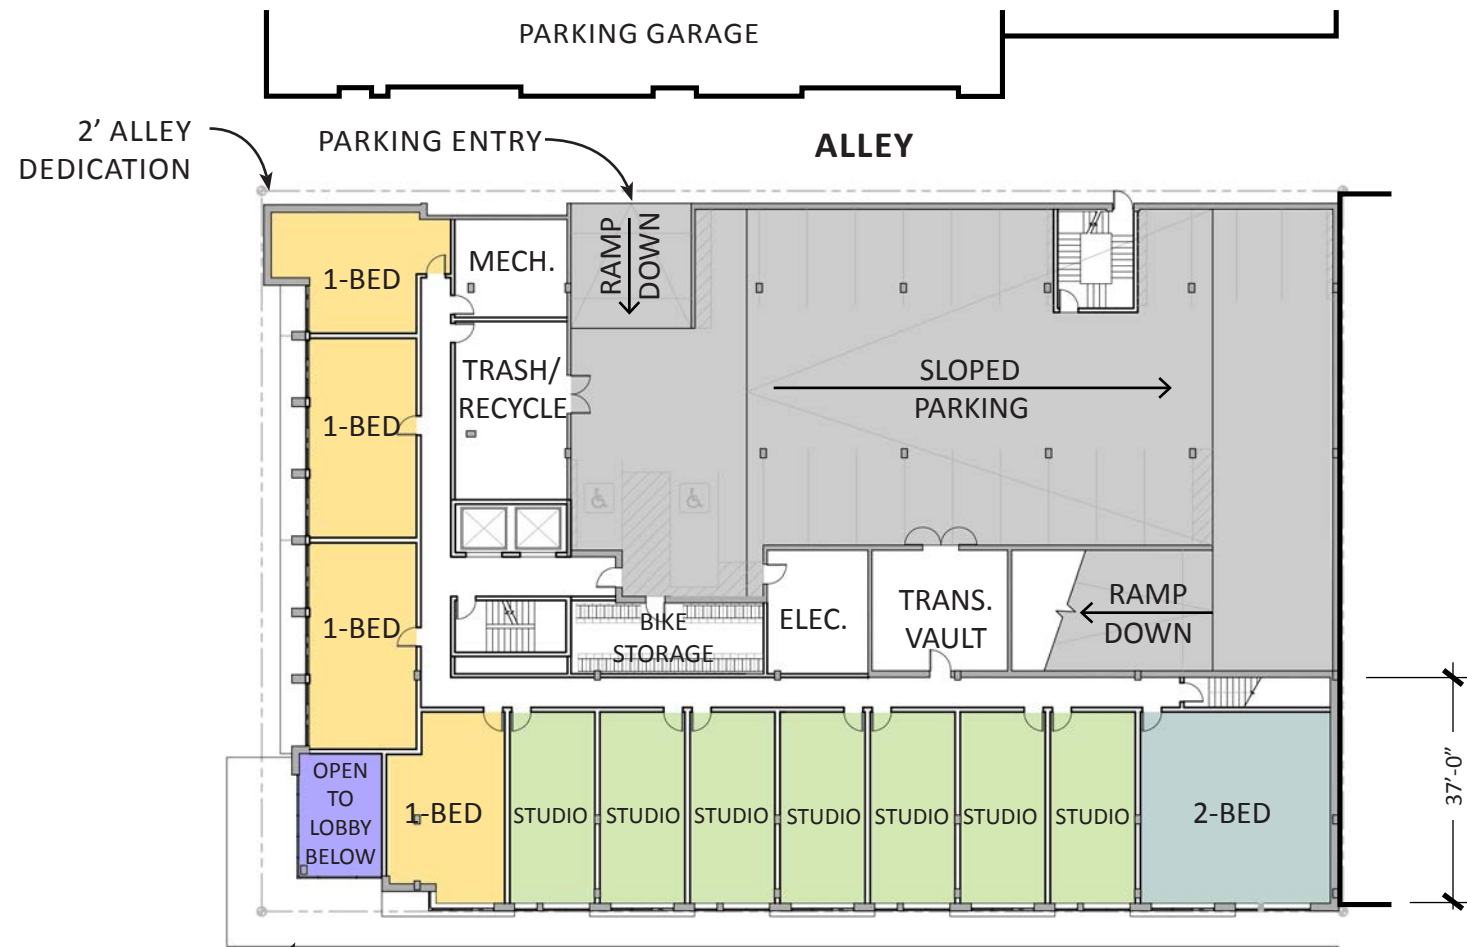 PARKING GARAGE
2’ ALLEY
DEDICATION
PARKING ENTRY
ALLEY
RAMP
DOWN
MECH.
1-BED
TRASH/
RECYCLE
SLOPED
PARKING
1-BED
1-BED
BIKE
STORAGE
ELEC.
TRANS.
VAULT
RAMP
DOWN
OPEN
TO
LOBBY
BELOW
1-BED
STUDIO
STUDIO
STUDIO
STUDIO
STUDIO
STUDIO
STUDIO
2-BED
37’-0”